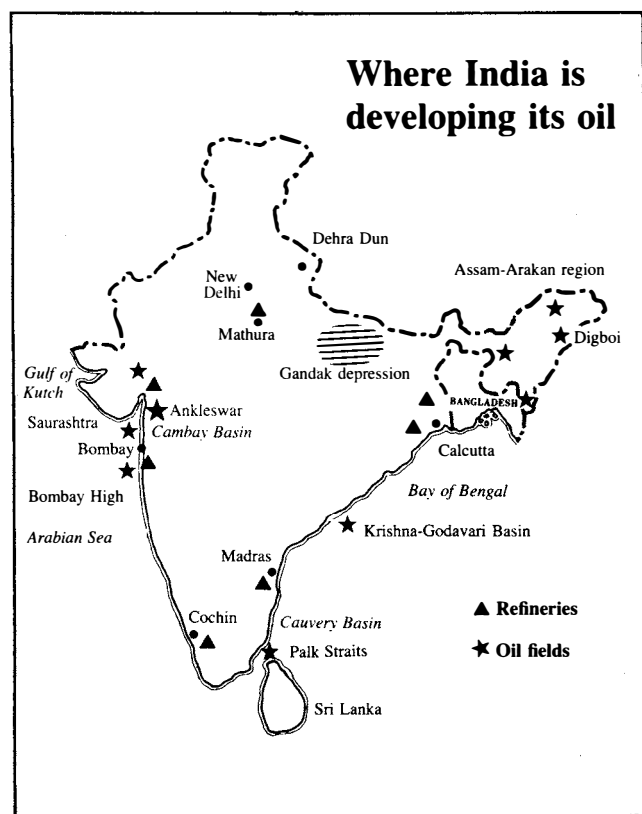 Where India is
developing its oil
Dehra Dun
New
Delhi
Assam-Arakan region
Mathura
Digboi
Gulf of
Kutch
Gandak depression
BANGLADESH
Ankleswar
Saurashtra
Cambay Basin
Bombay
Calcutta
Bombay High
Bay of Bengal
Arabian Sea
Krishna-Godavari Basin
Madras
Refineries
Cochin
Cauvery Basin
Palk Straits
Oil fields
Sri Lanka